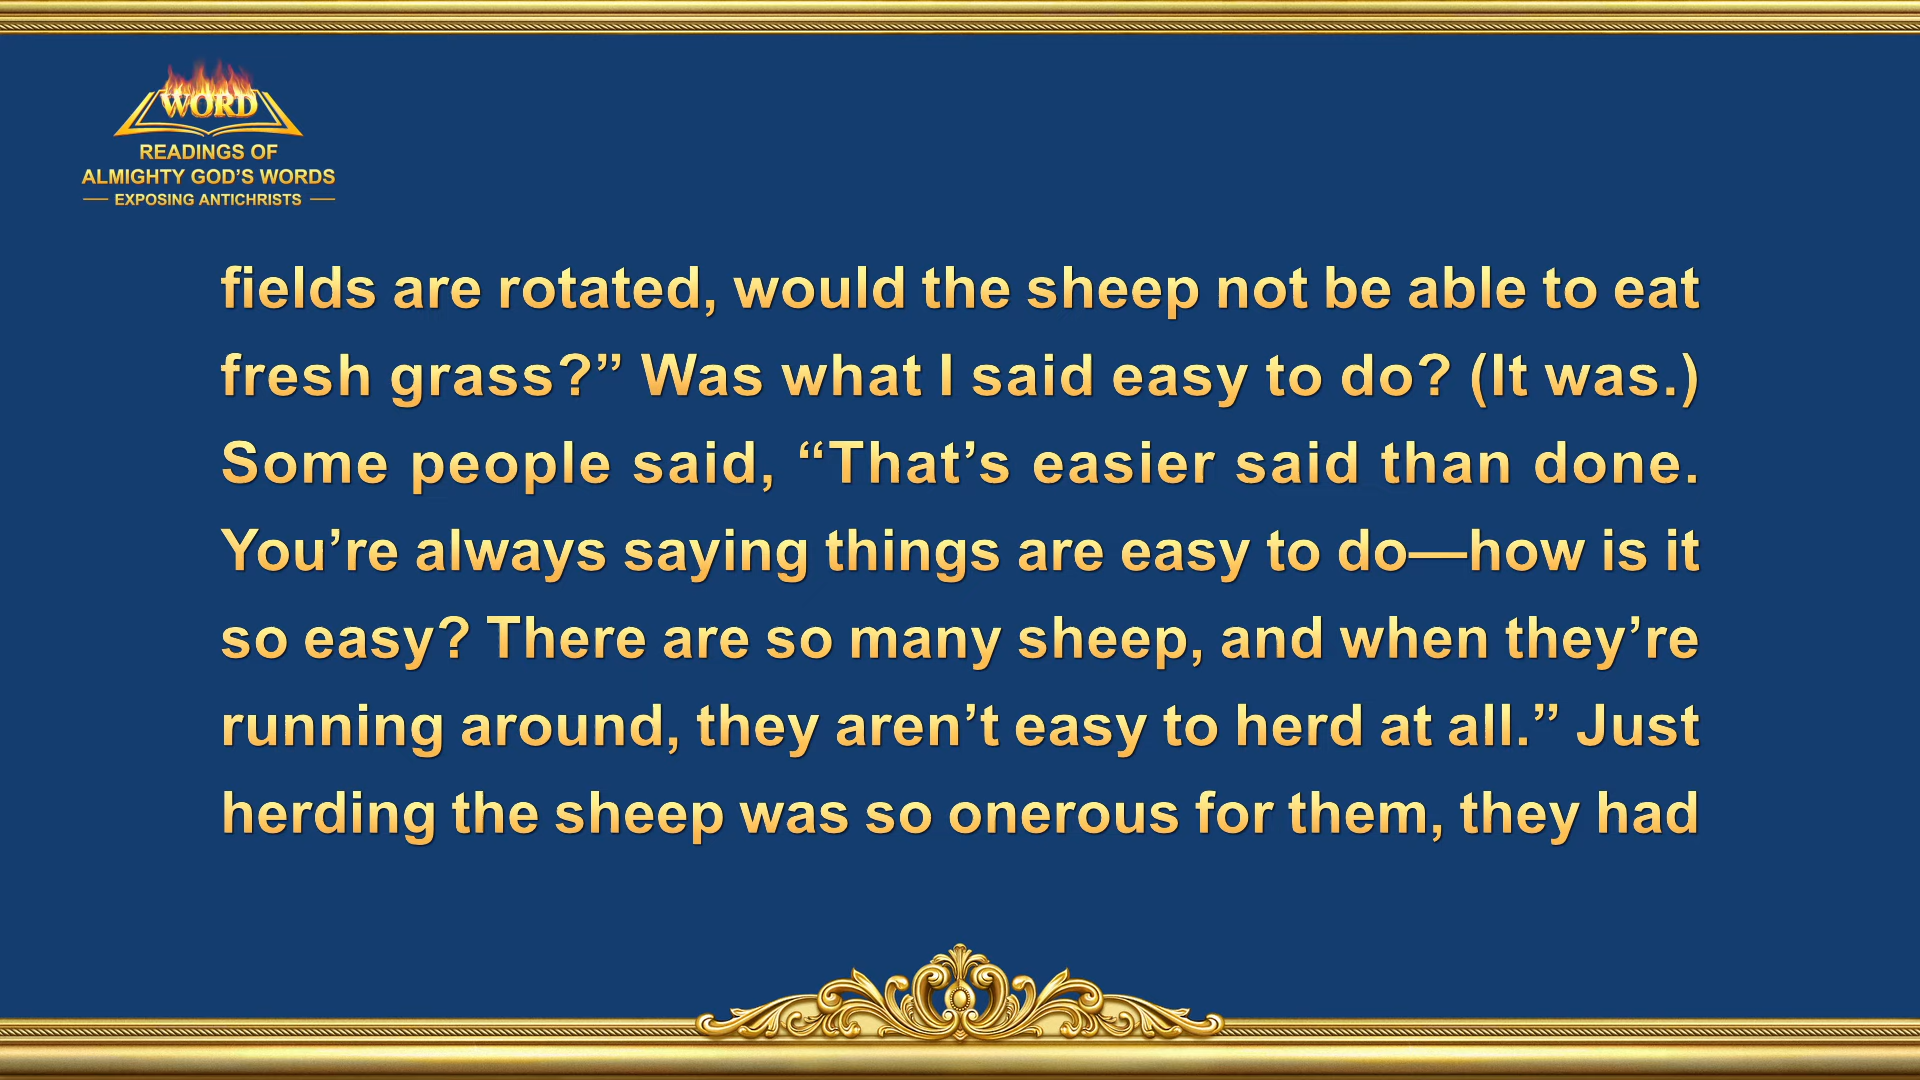 WORD
READINGS OF
ALMIGHTY GOD’S WORDS
EXPOSING ANTICHRISTS
fields are rotated, would the sheep not be able to eat
fresh grass?” Was what I said easy to do? (It was.)
Some people said, “That’s easier said than done.
You’re always saying things are easy to do—how is it
so easy? There are so many sheep, and when they’re
running around, they aren’t easy to herd at all.” Just
herding the sheep was so onerous for them, they had